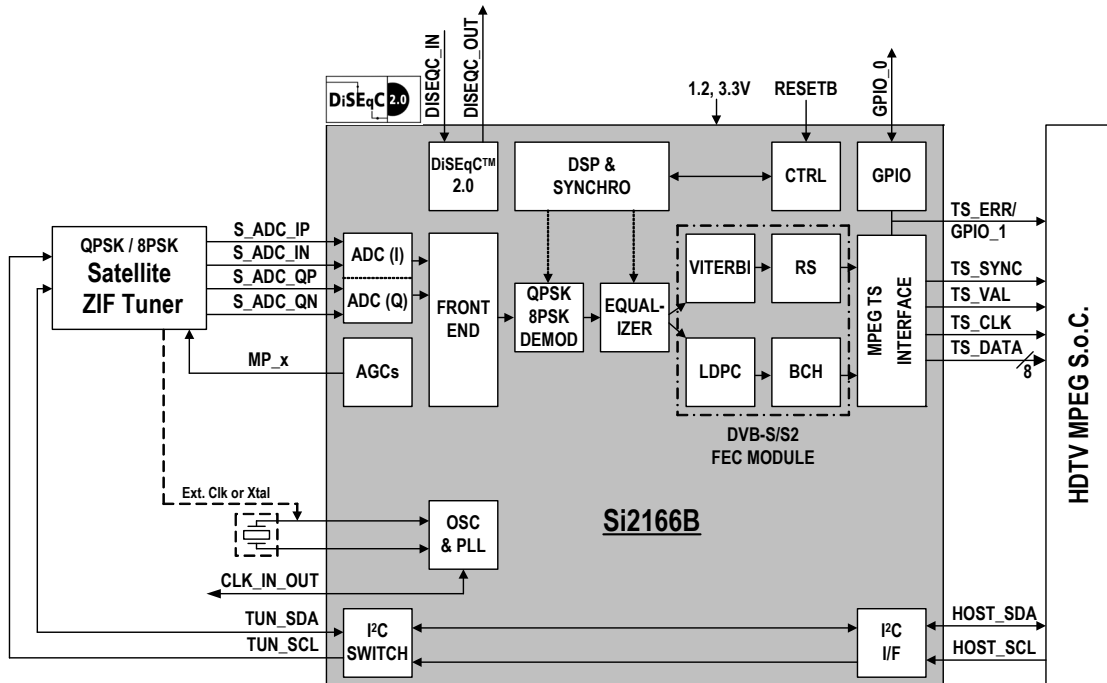 DISEQC_IN
DISEQC_OUT
DiSEqC 2.0
1.2, 3.3V
RESETB
GPIO_0
DiSEqC™
2.0
DSP &
SYNCHRO
CTRL
GPIO
TS_ERR/
GPIO_1
QPSK / 8PSK
Satellite
ZIF Tuner
S_ADC_IP
S_ADC_IN
S_ADC_QP
S_ADC_QN
MP_x
ADC (I)
ADC (Q)
AGCs
FRONT
END
QPSK
8PSK
DEMOD
EQUAL-
IZER
VITERBI
RS
LDPC
BCH
DVB-S/S2
FEC MODULE
MPEG TS
INTERFACE
TS_SYNC
TS_VAL
TS_CLK
TS_DATA
8
HDTV MPEG S.o.C.
Ext. Clk or Xtal
OSC
& PLL
Si2166B
CLK_IN_OUT
TUN_SDA
TUN_SCL
I²C
SWITCH
I²C
I/F
HOST_SDA
HOST_SCL